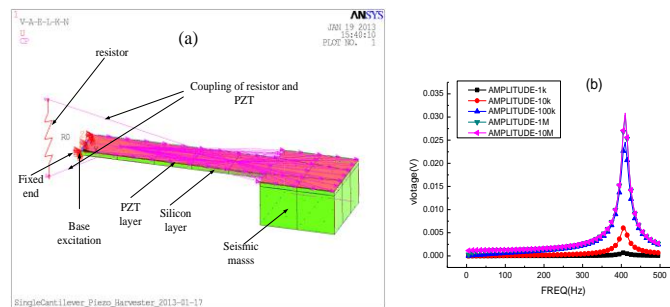 1
V-A-E-L-K-N
U
CP
ANSYS
JAN 19 2013
15:40:10
PLOT NO. 1
(a)
resistor
Coupling of resistor and
PZT
R0
Fixed
end
Base
excitation
PZT
layer
Silicon
layer
Seismic
masss
SingleCantilever_Piezo_Harvester_2013-01-17
(b)
AMPLITUDE-1k
AMPLITUDE-10k
AMPLITUDE-100k
AMPLITUDE-1M
AMPLITUDE-10M
vlotage(V)
0.035
0.030
0.025
0.020
0.015
0.010
0.005
0.000
0 100 200 300 400 500
FREQ(Hz)